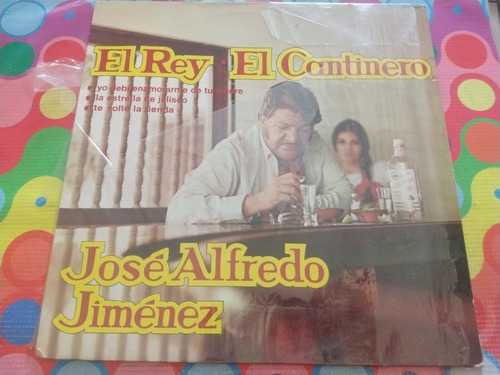 El Rey · El Cantinero
la estrella de jalisco
te solté la rienda
José Alfredo
Jiménez